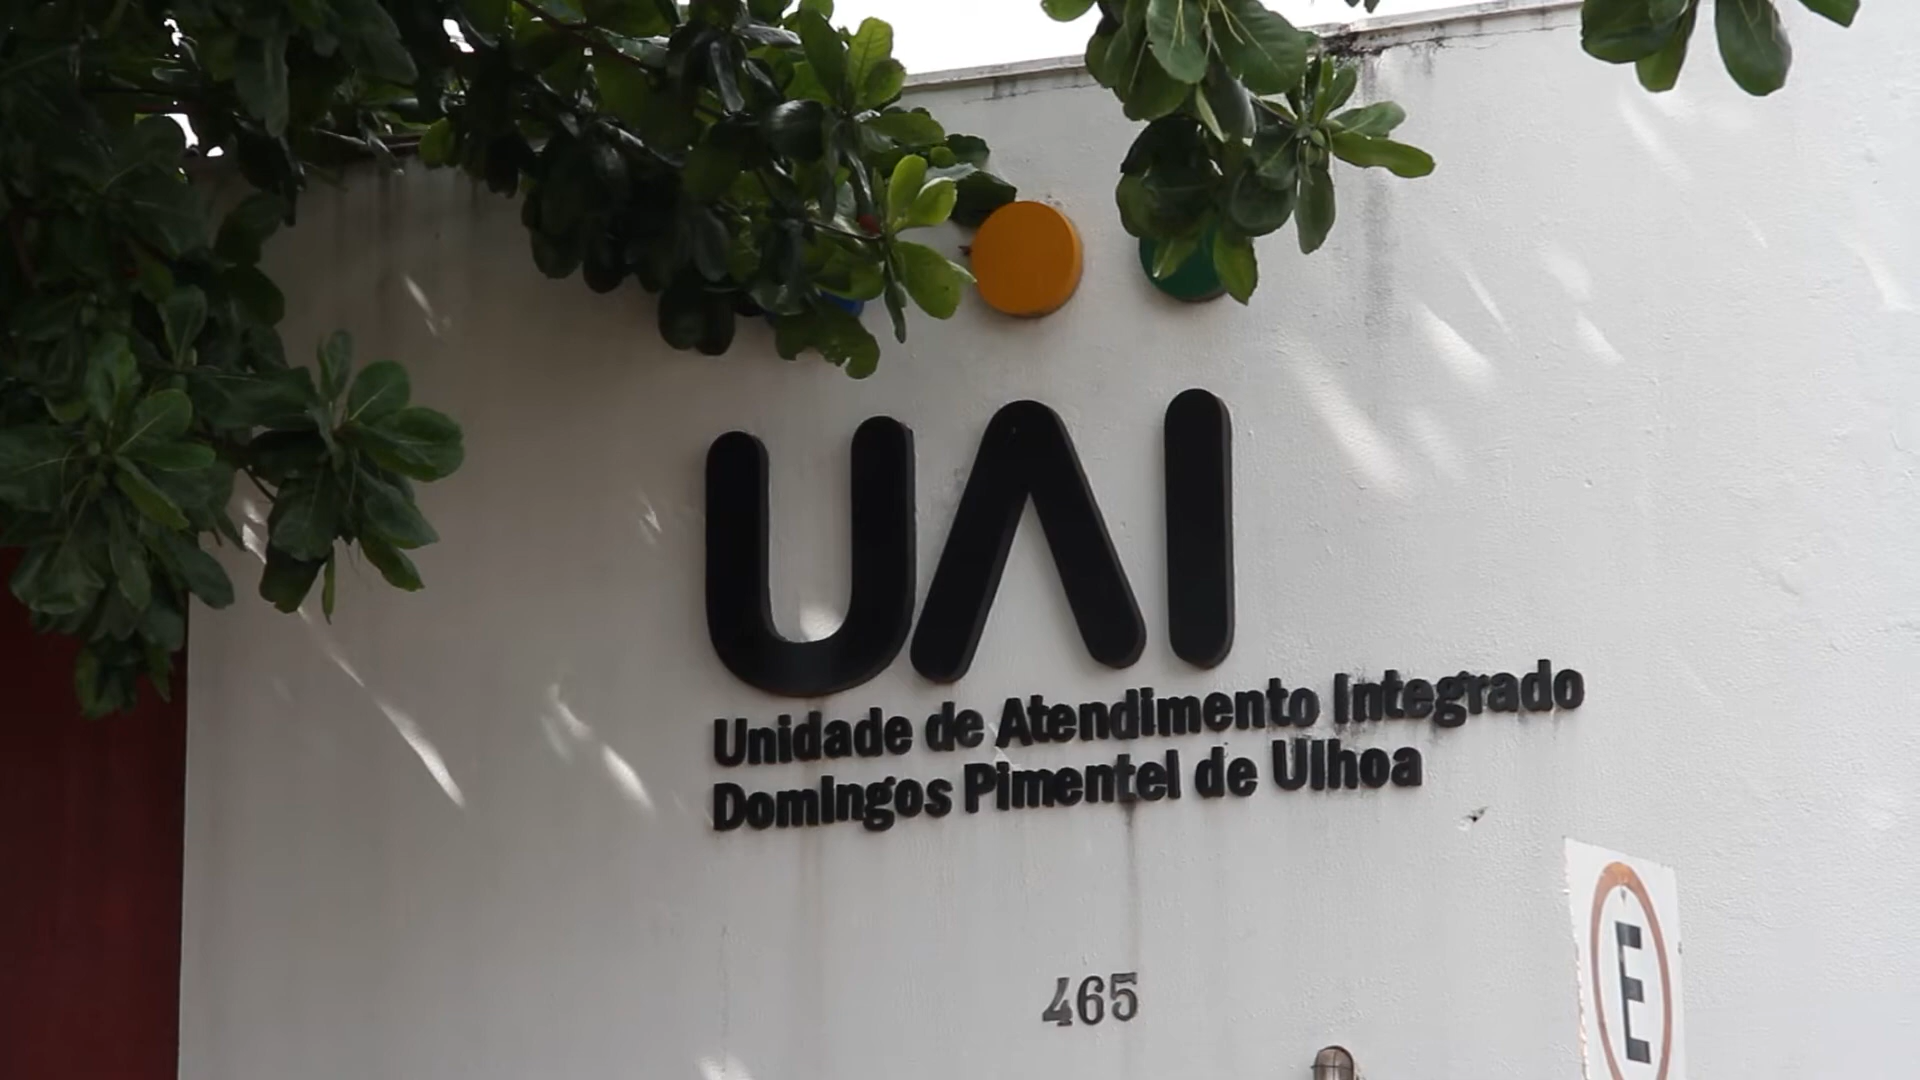 UAI
Unidade de Atendimento Integrado
Domingos Pimentel de Ulhoa
465
E